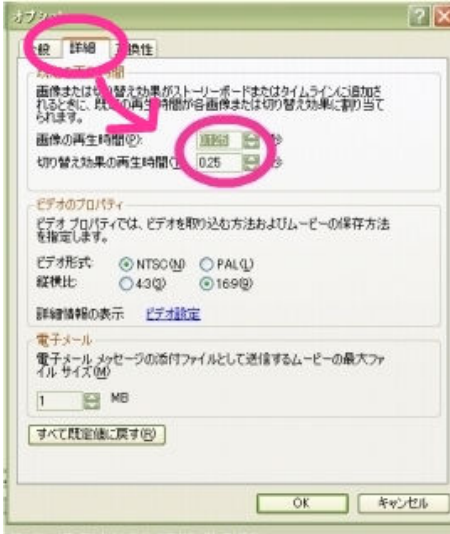 オプション
全般 詳細 互換性
画像または切り替え効果がストーリーボードまたはタイムラインに追加さ
れるときに、既定の再生時間が各画像または切り替え効果に割り当て
られます。
画像の再生時間(P): 秒
切り替え効果の再生時間( 0.25 秒
ビデオのプロパティ
ビデオ プロパティでは、ビデオを取り込む方法およびムービーの保存方法
を指定します。
ビデオ形式: NTSC(N) PAL(L)
縦横比: 4:3(3) 16:9(9)
詳細情報の表示 ビデオ設定
電子メール
電子メール メッセージの添付ファイルとして送信するムービーの最大ファ
イル サイズ(M)
1 MB
すべて既定値に戻す(R)
OK キャンセル